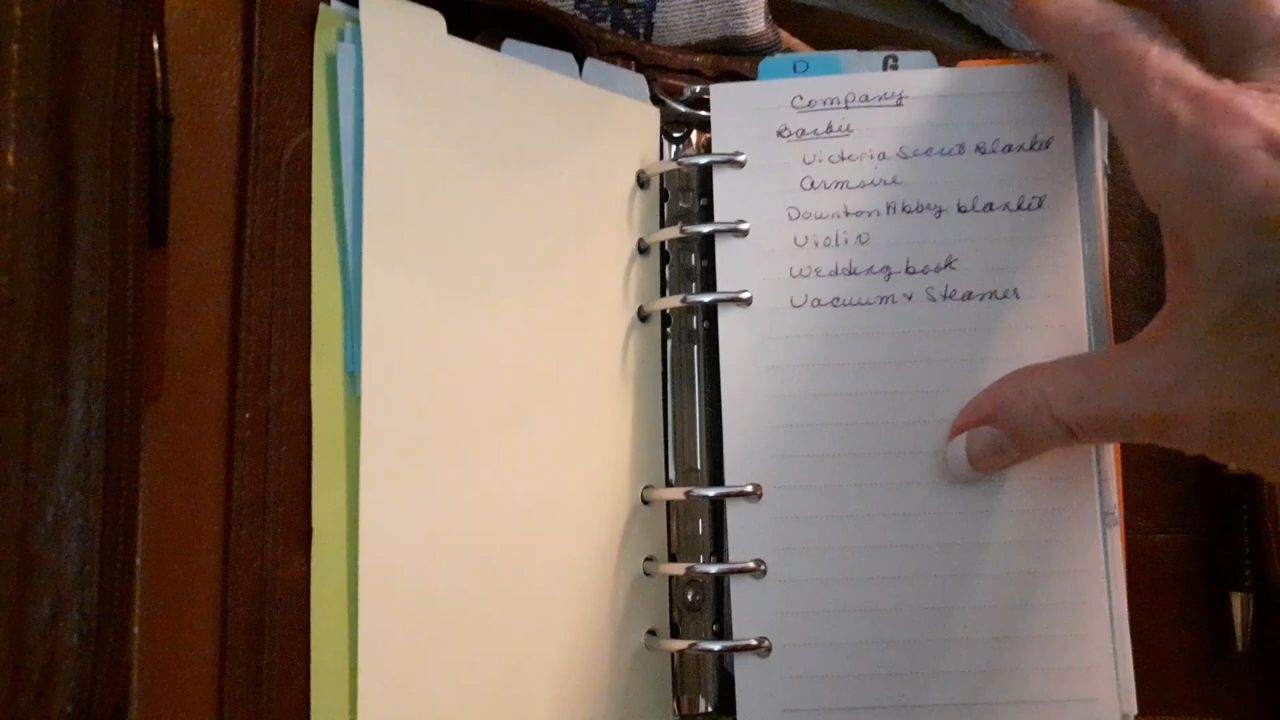 D
G
Company
Barbie
Victoria Secret Blanket
Armoire
Downton Abbey blanket
Violin
Wedding book
Vacuum & Steamer